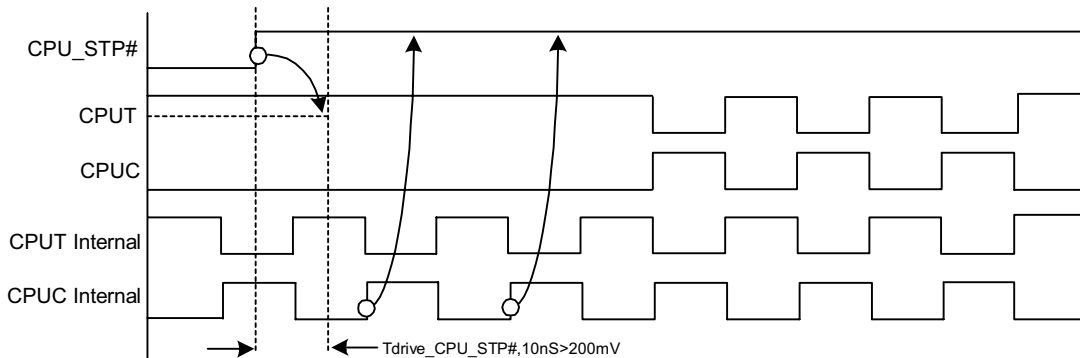 CPU_STP#
CPUT
CPUC
CPUT Internal
CPUC Internal
Tdrive_CPU_STP#,10nS>200mV